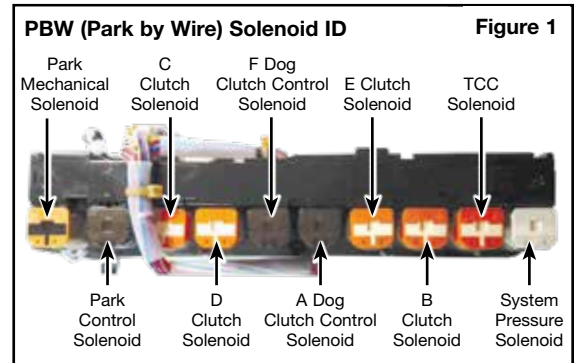 PBW (Park by Wire) Solenoid ID
Figure 1
Park
Mechanical
Solenoid
C
Clutch
Solenoid
F Dog
Clutch Control
Solenoid
E Clutch
Solenoid
TCC
Solenoid
Park
Control
Solenoid
D
Clutch
Solenoid
A Dog
Clutch Control
Solenoid
B
Clutch
Solenoid
System
Pressure
Solenoid